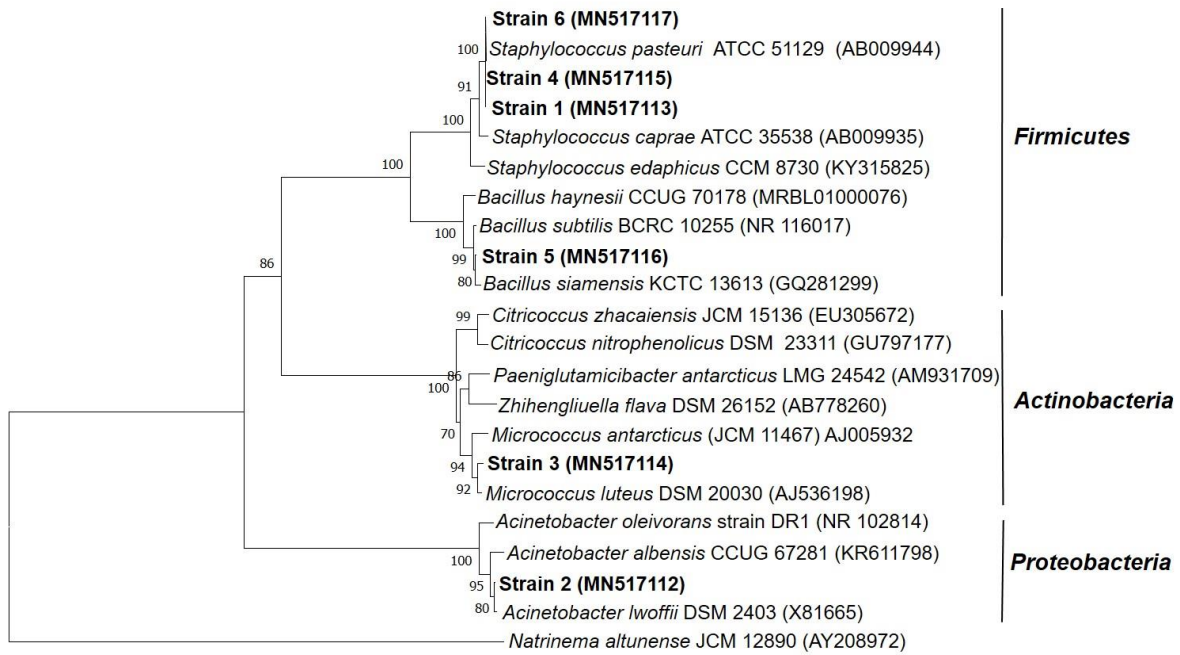 Strain 6 (MN517117)
100
Staphylococcus pasteuri ATCC 51129 (AB009944)
Strain 4 (MN517115)
91
Strain 1 (MN517113)
100
Staphylococcus caprae ATCC 35538 (AB009935)
Firmicutes
100
Staphylococcus edaphicus CCM 8730 (KY315825)
Bacillus haynesii CCUG 70178 (MRBL01000076)
Bacillus subtilis BCRC 10255 (NR 116017)
100
Strain 5 (MN517116)
99
86
Bacillus siamensis KCTC 13613 (GQ281299)
80
Citricoccus zhacaiensis JCM 15136 (EU305672)
99
Citricoccus nitrophenolicus DSM 23311 (GU797177)
Paeniglutamicibacter antarcticus LMG 24542 (AM931709)
86
100
Zhihengliuella flava DSM 26152 (AB778260)
Actinobacteria
Micrococcus antarcticus (JCM 11467) AJ005932
70
Strain 3 (MN517114)
94
Micrococcus luteus DSM 20030 (AJ536198)
92
Acinetobacter oleivorans strain DR1 (NR 102814)
Acinetobacter albensis CCUG 67281 (KR611798)
100
Proteobacteria
Strain 2 (MN517112)
95
Acinetobacter lwoffii DSM 2403 (X81665)
80
Natrinema altunense JCM 12890 (AY208972)